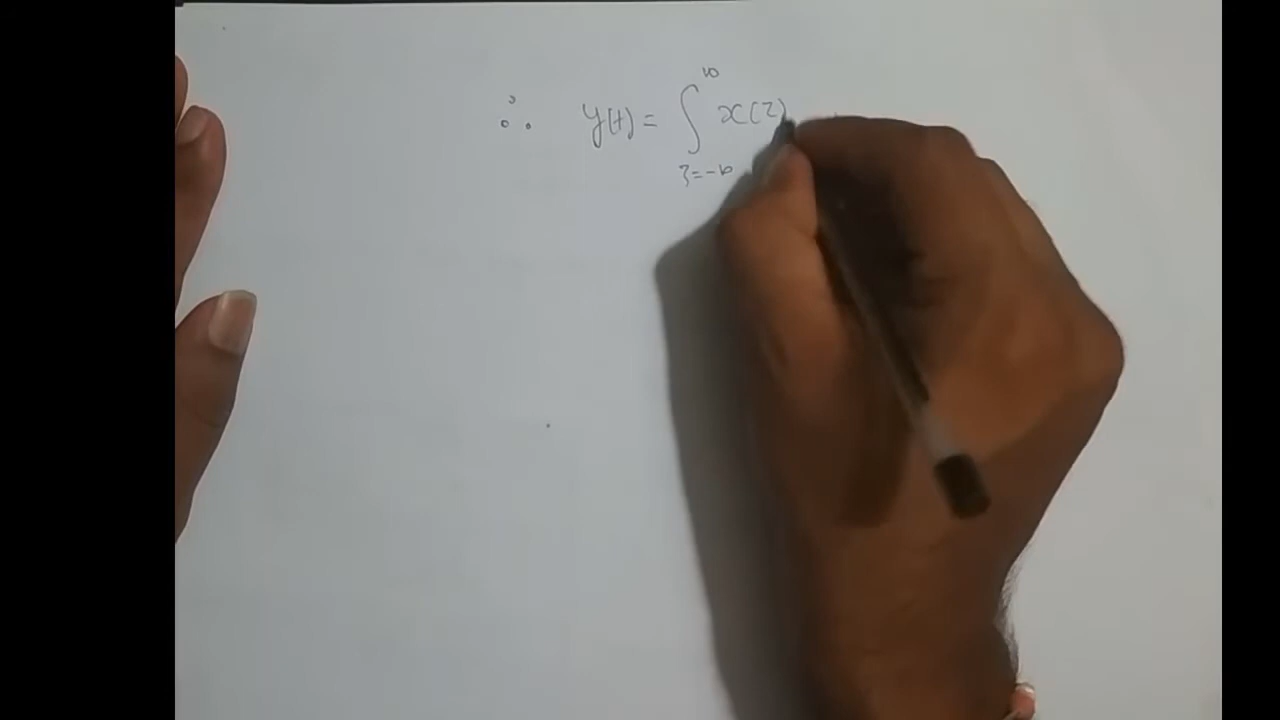 ∴ y(t) = ∫_{τ=-∞}^{∞} x(τ)